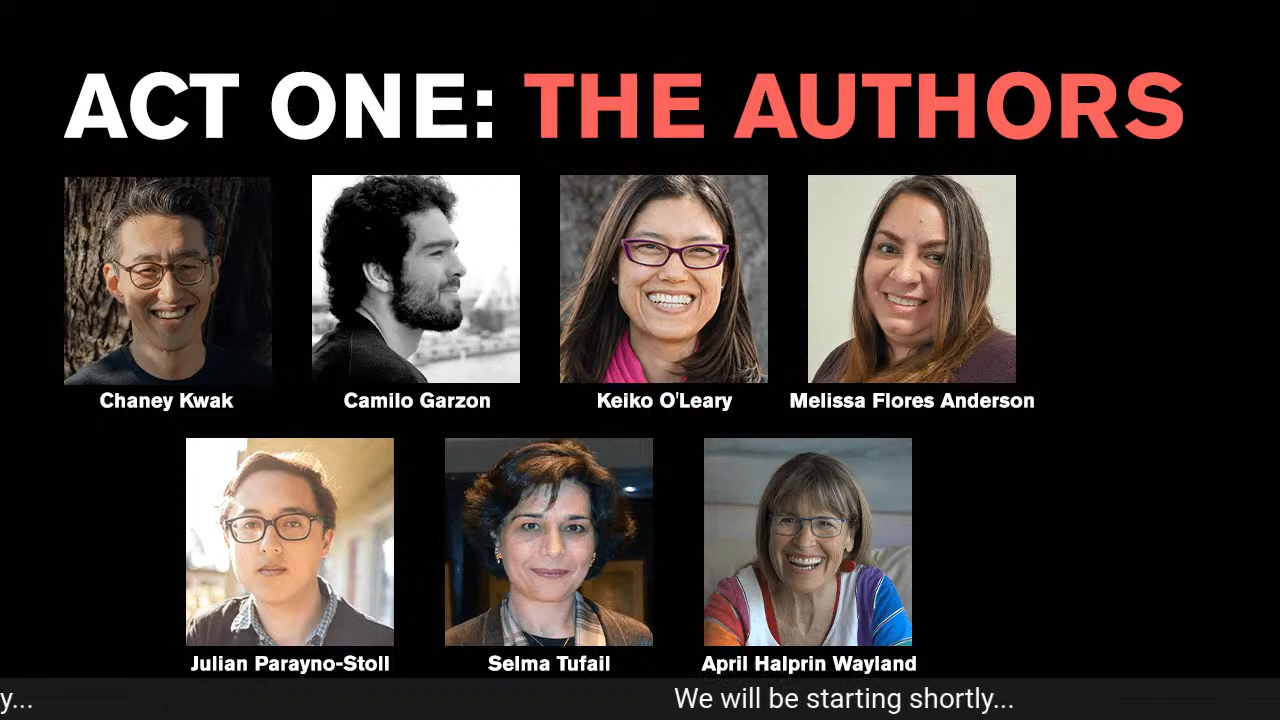 ACT ONE: THE AUTHORS
Chaney Kwak
Camilo Garzon
Keiko O'Leary
Melissa Flores Anderson
Julian Parayno-Stoll
Selma Tufail
April Halprin Wayland
y... We will be starting shortly...